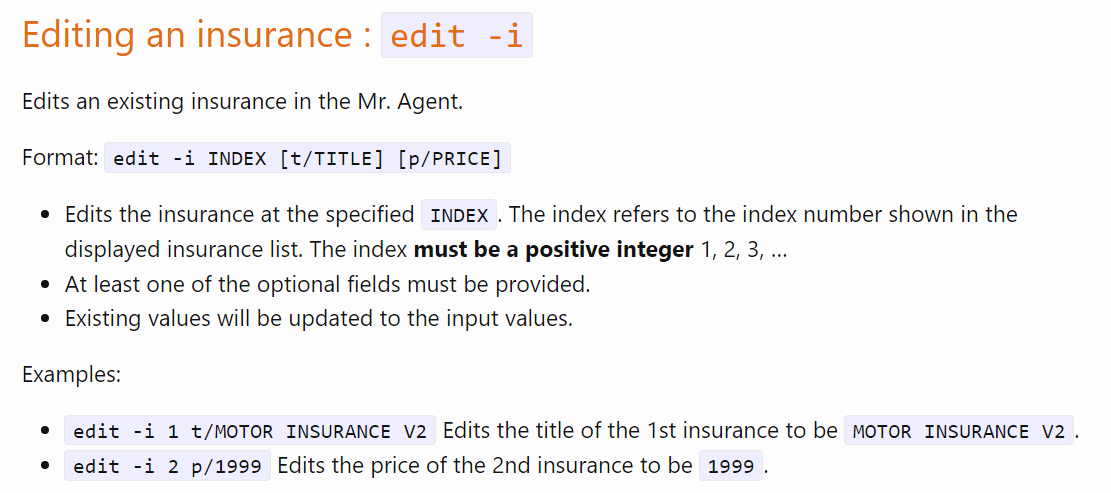 Editing an insurance : edit -i
Edits an existing insurance in the Mr. Agent.
Format: edit -i INDEX [t/TITLE] [p/PRICE]
• Edits the insurance at the specified INDEX. The index refers to the index number shown in the
displayed insurance list. The index must be a positive integer 1, 2, 3, …
• At least one of the optional fields must be provided.
• Existing values will be updated to the input values.
Examples:
• edit -i 1 t/MOTOR INSURANCE V2 Edits the title of the 1st insurance to be MOTOR INSURANCE V2.
• edit -i 2 p/1999 Edits the price of the 2nd insurance to be 1999.